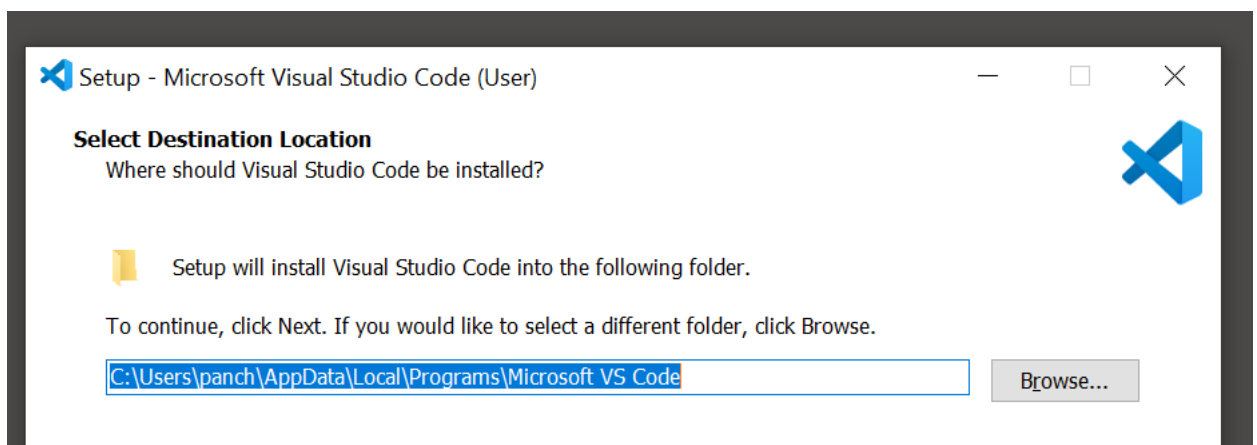 Setup - Microsoft Visual Studio Code (User)
Select Destination Location
Where should Visual Studio Code be installed?
Setup will install Visual Studio Code into the following folder.
To continue, click Next. If you would like to select a different folder, click Browse.
C:\Users\panch\AppData\Local\Programs\Microsoft VS Code
Browse...